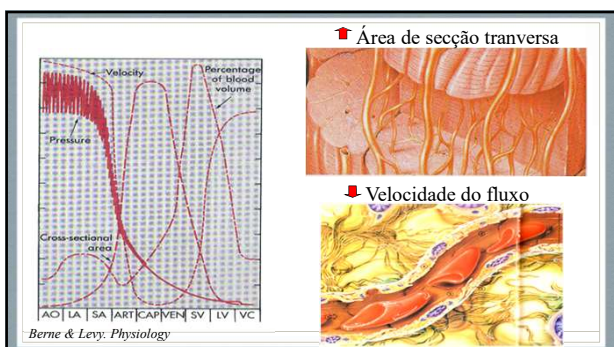 Área de secção tranversa
Velocity
Percentage
of blood
volume
Pressure
Cross-sectional
area
AO LA SA ART CAP VEN SV LV VC
Berne & Levy. Physiology
Velocidade do fluxo